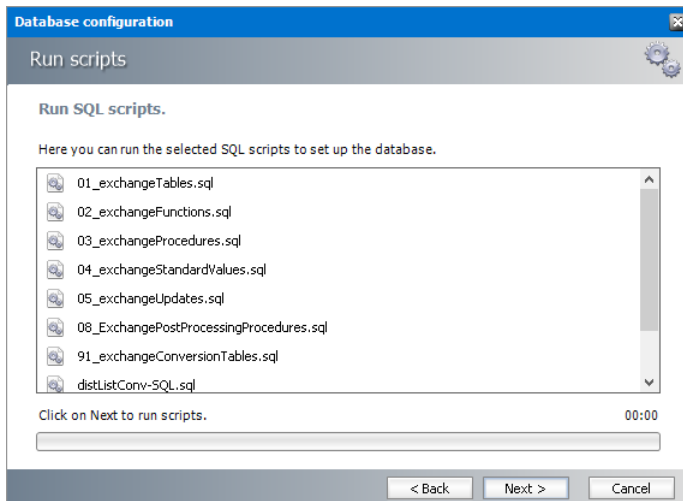 Database configuration
Run scripts
Run SQL scripts.
Here you can run the selected SQL scripts to set up the database.
01_exchangeTables.sql
02_exchangeFunctions.sql
03_exchangeProcedures.sql
04_exchangeStandardValues.sql
05_exchangeUpdates.sql
08_ExchangePostProcessingProcedures.sql
91_exchangeConversionTables.sql
distListConv-SQL.sql
Click on Next to run scripts. 00:00
< Back Next > Cancel